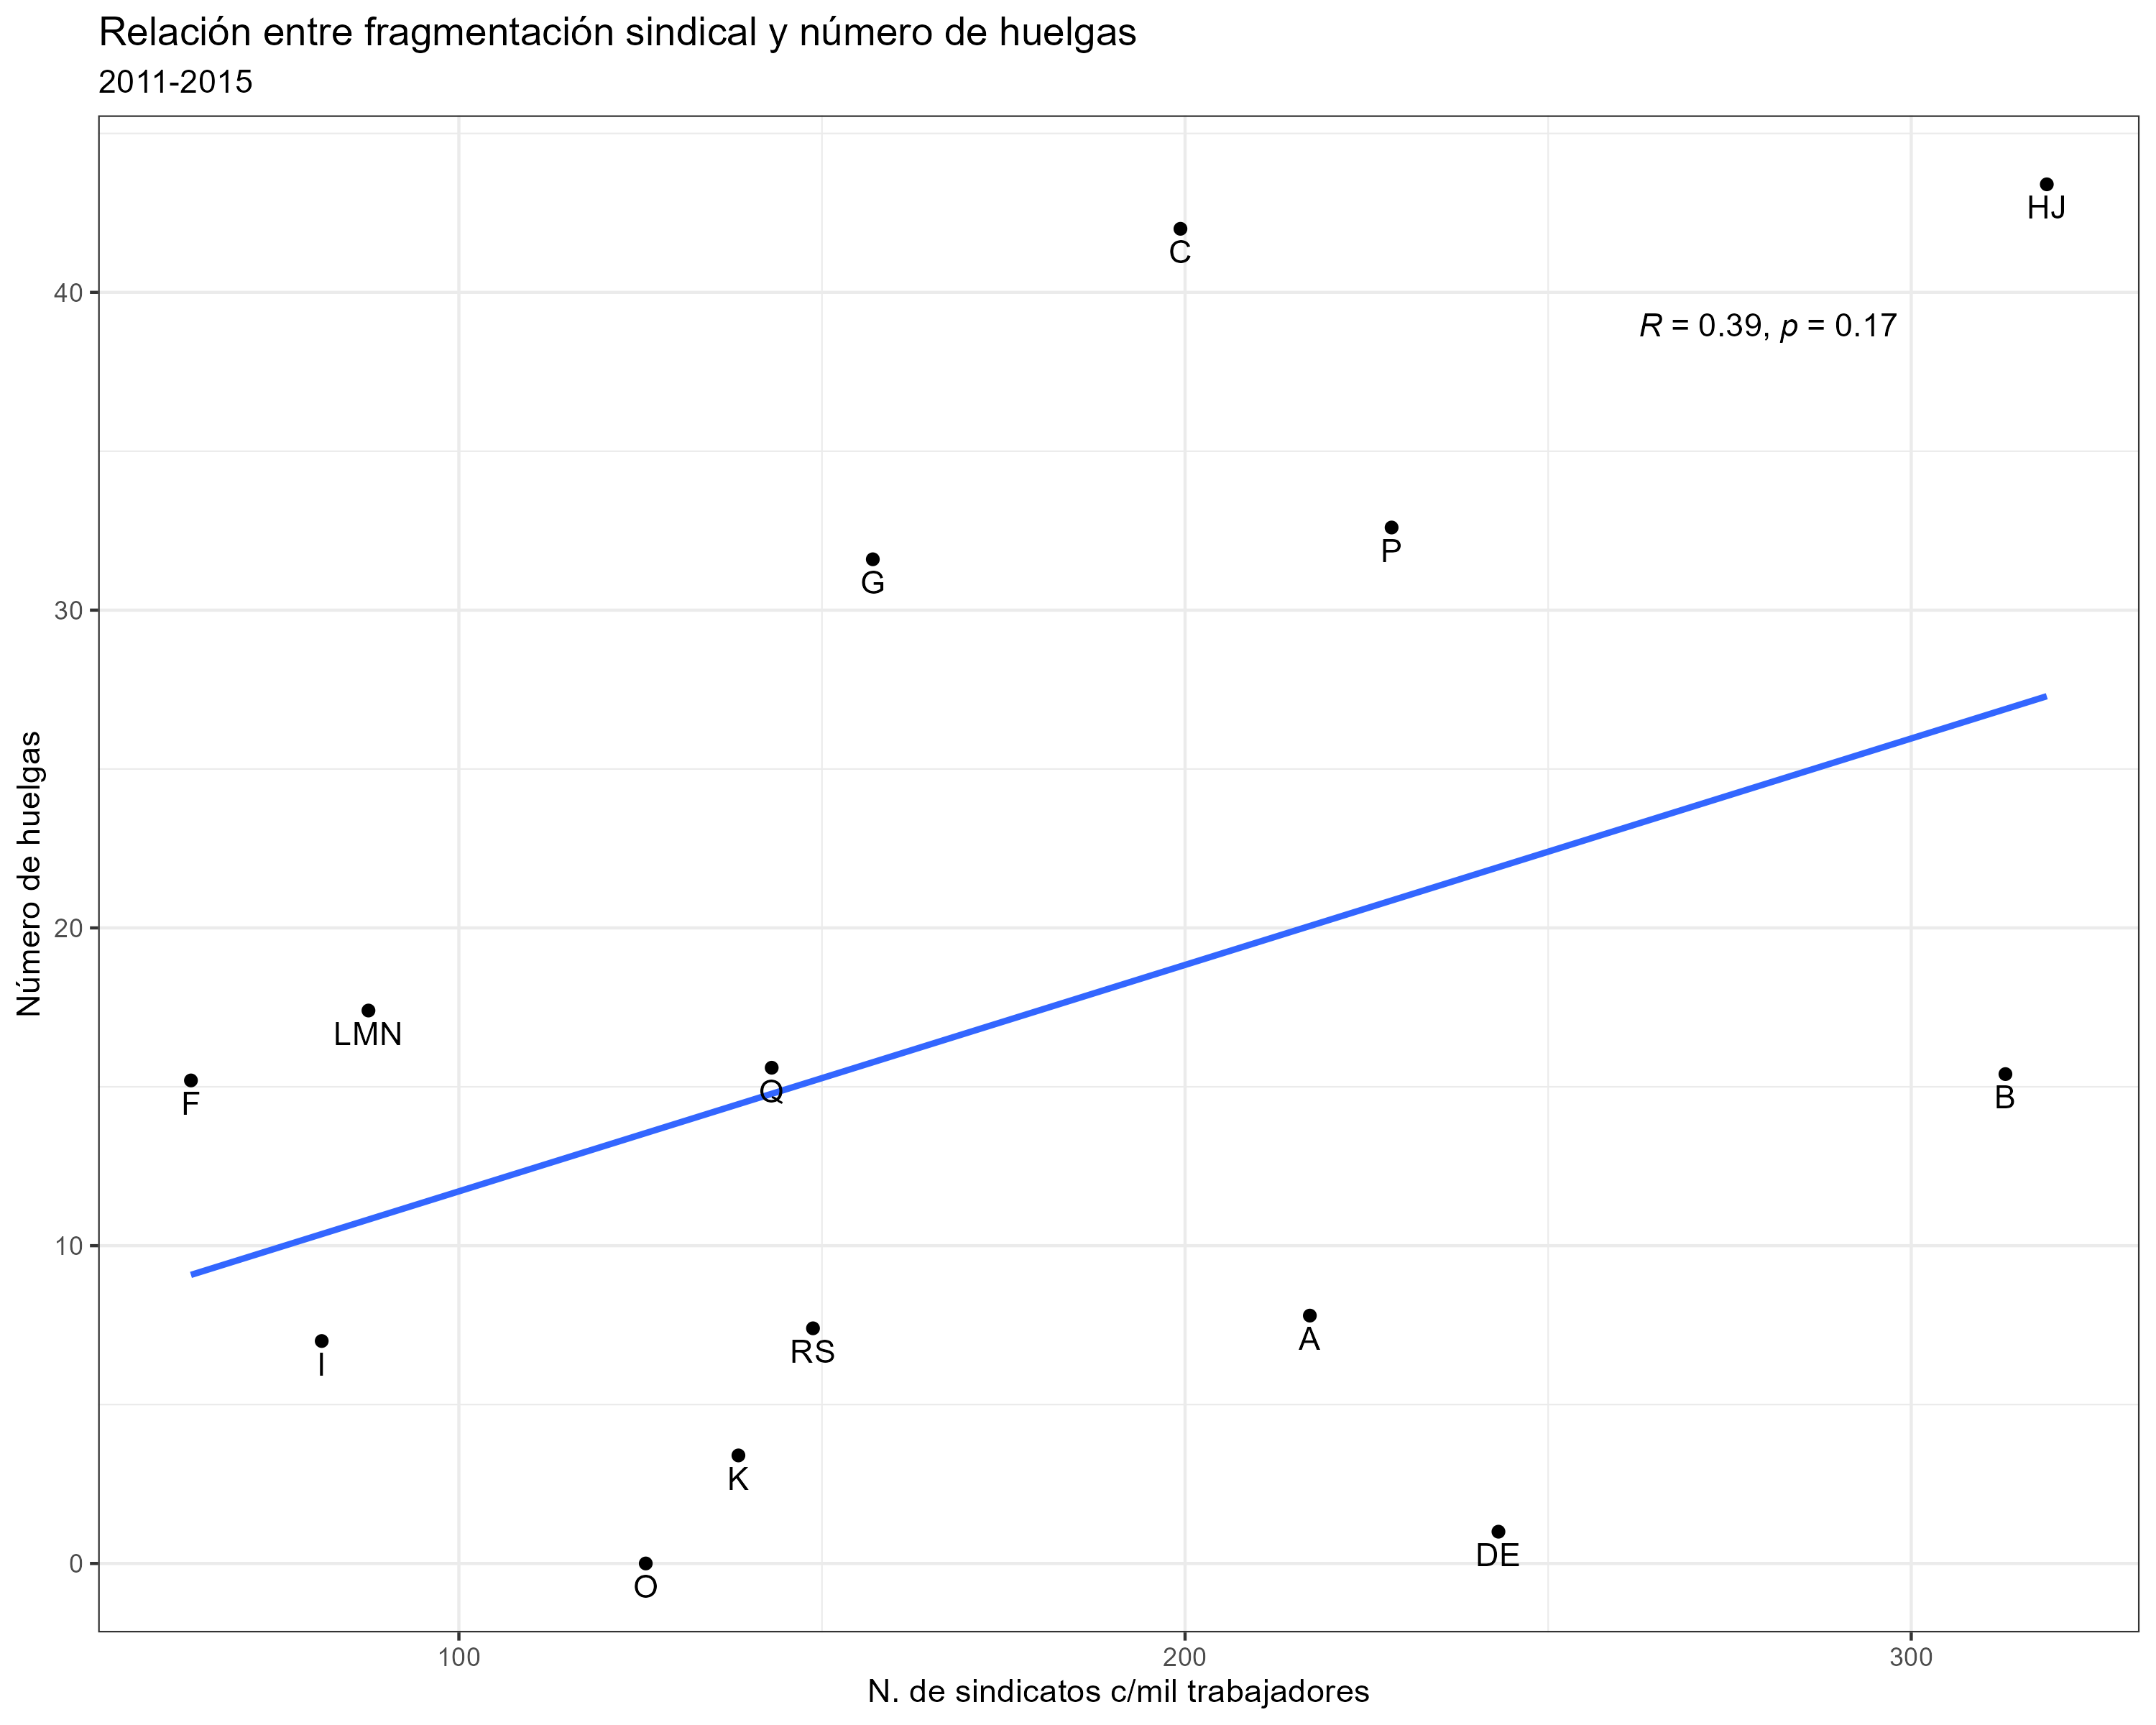 Relación entre fragmentación sindical y número de huelgas
2011-2015
HJ
C
40
R = 0.39, p = 0.17
P
G
30
Número de huelgas
20
LMN
F
Q
B
10
I
RS
A
K
DE
O
0
100
200
300
N. de sindicatos c/mil trabajadores